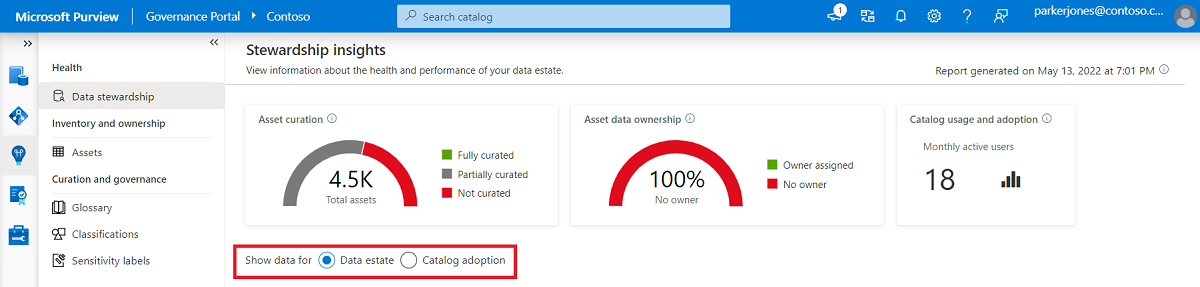 Microsoft Purview Governance Portal Contoso Search catalog 1 parkerjones@contoso.c...
Health
Data stewardship
Inventory and ownership
Assets
Curation and governance
Glossary
Classifications
Sensitivity labels
Stewardship insights
View information about the health and performance of your data estate.
Report generated on May 13, 2022 at 7:01 PM
Asset curation
4.5K
Total assets
Fully curated
Partially curated
Not curated
Asset data ownership
100%
No owner
Owner assigned
No owner
Catalog usage and adoption
Monthly active users
18
Show data for Data estate Catalog adoption